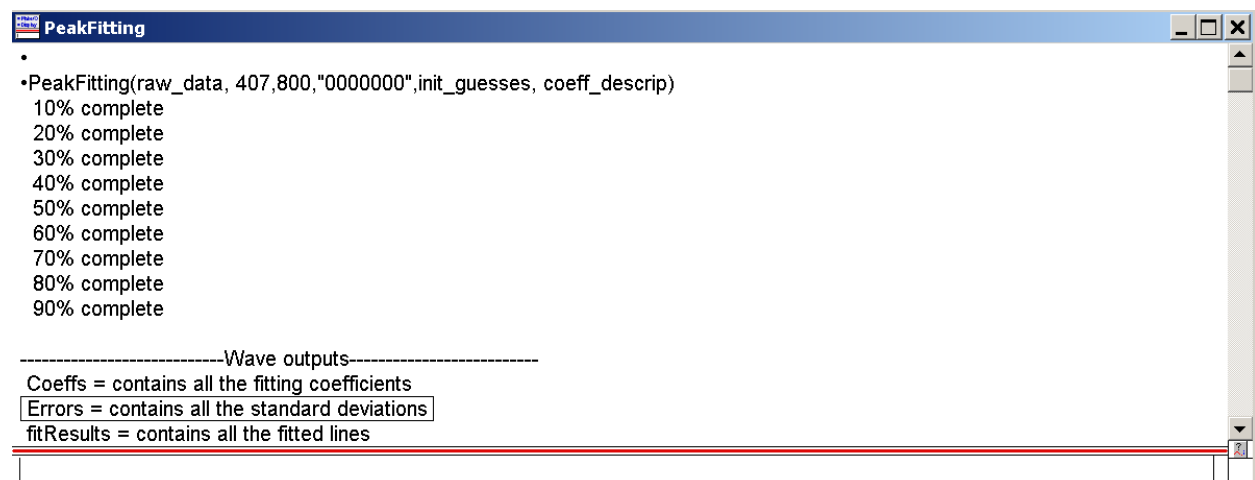 PeakFitting
•
•PeakFitting(raw_data, 407,800,"0000000",init_guesses, coeff_descrip)
10% complete
20% complete
30% complete
40% complete
50% complete
60% complete
70% complete
80% complete
90% complete
----------------------------Wave outputs--------------------------
Coeffs = contains all the fitting coefficients
Errors = contains all the standard deviations
fitResults = contains all the fitted lines